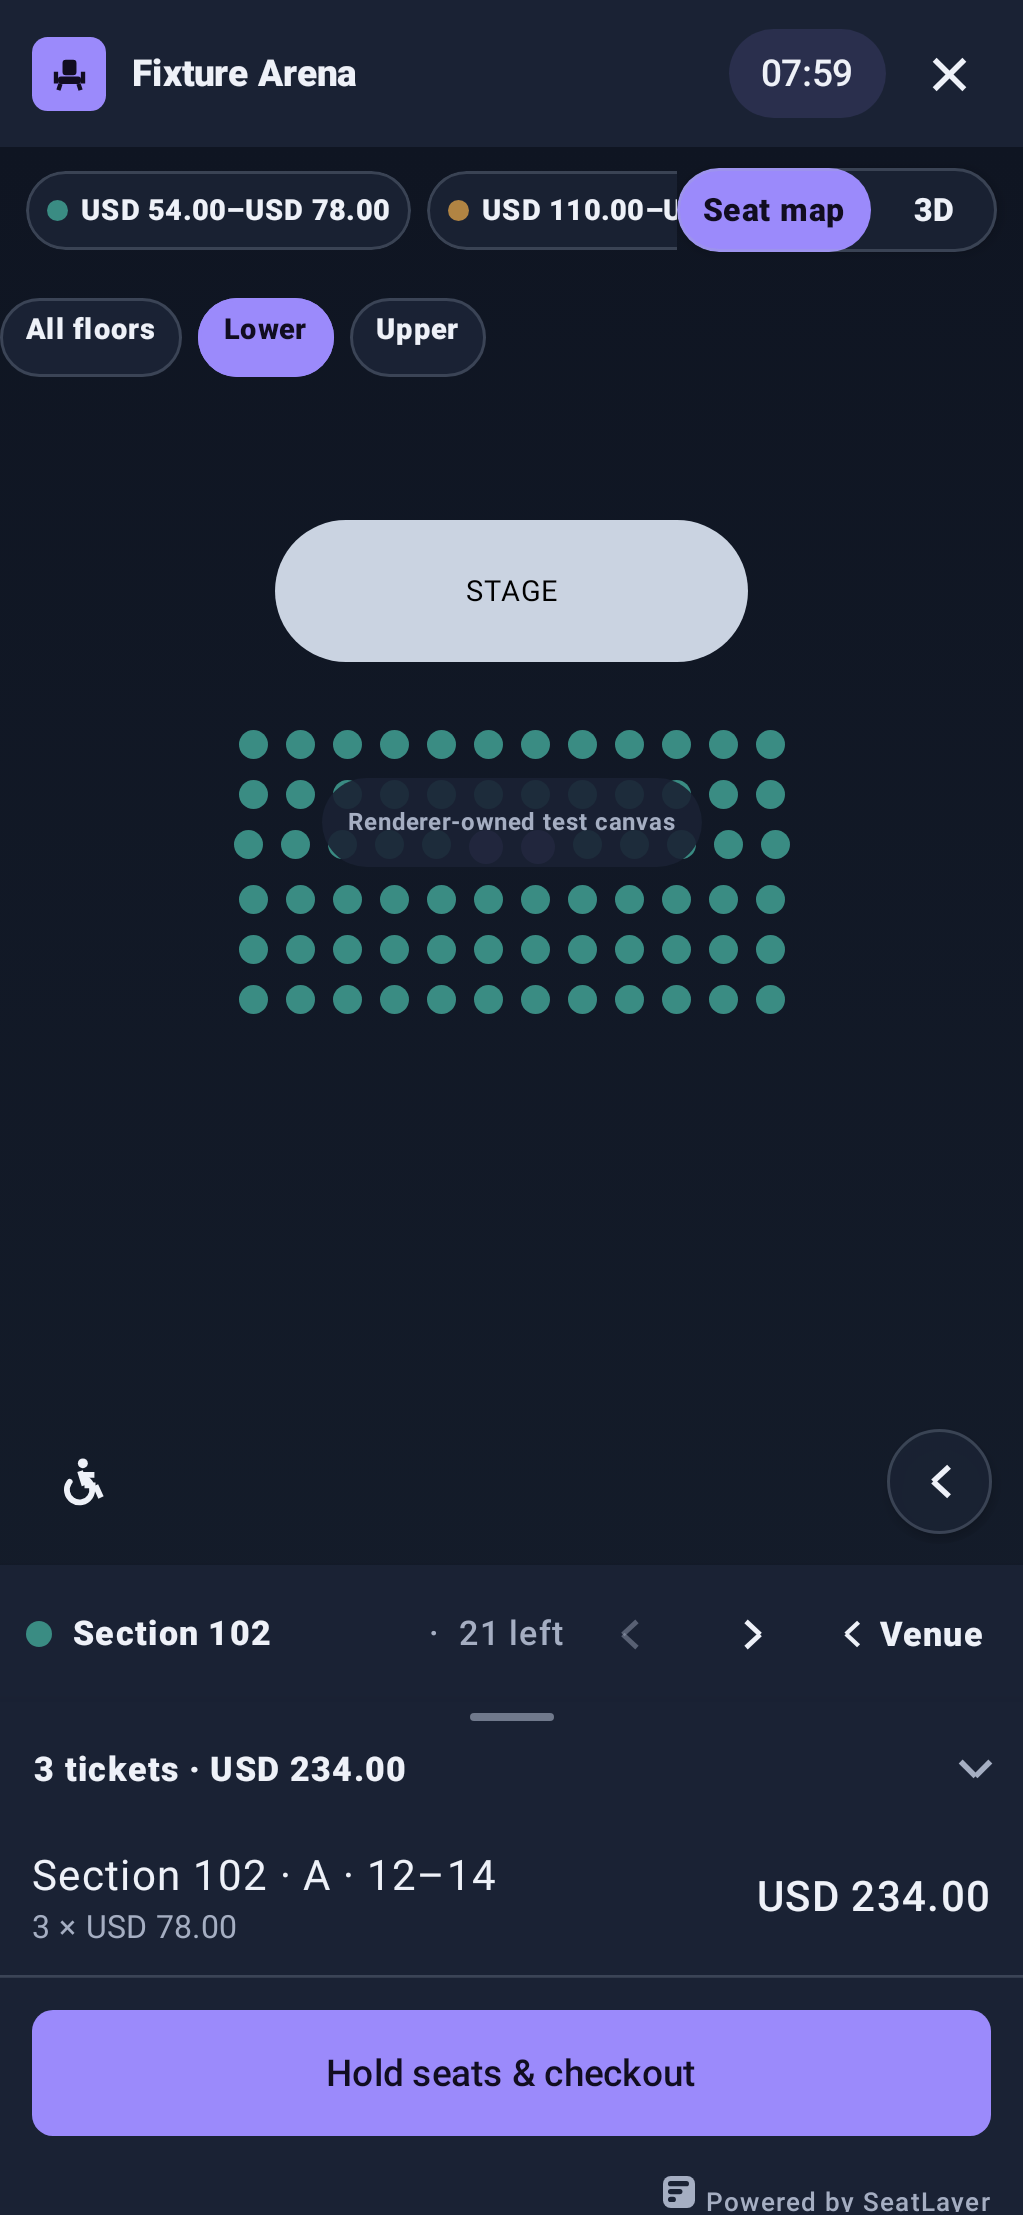 Fixture Arena
07:59
USD 54.00–USD 78.00
USD 110.00–U
Seat map
3D
All floors
Lower
Upper
STAGE
Renderer-owned test canvas
Section 102
· 21 left
Venue
3 tickets · USD 234.00
Section 102 · A · 12–14
USD 234.00
3 × USD 78.00
Hold seats & checkout
Powered by SeatLayer